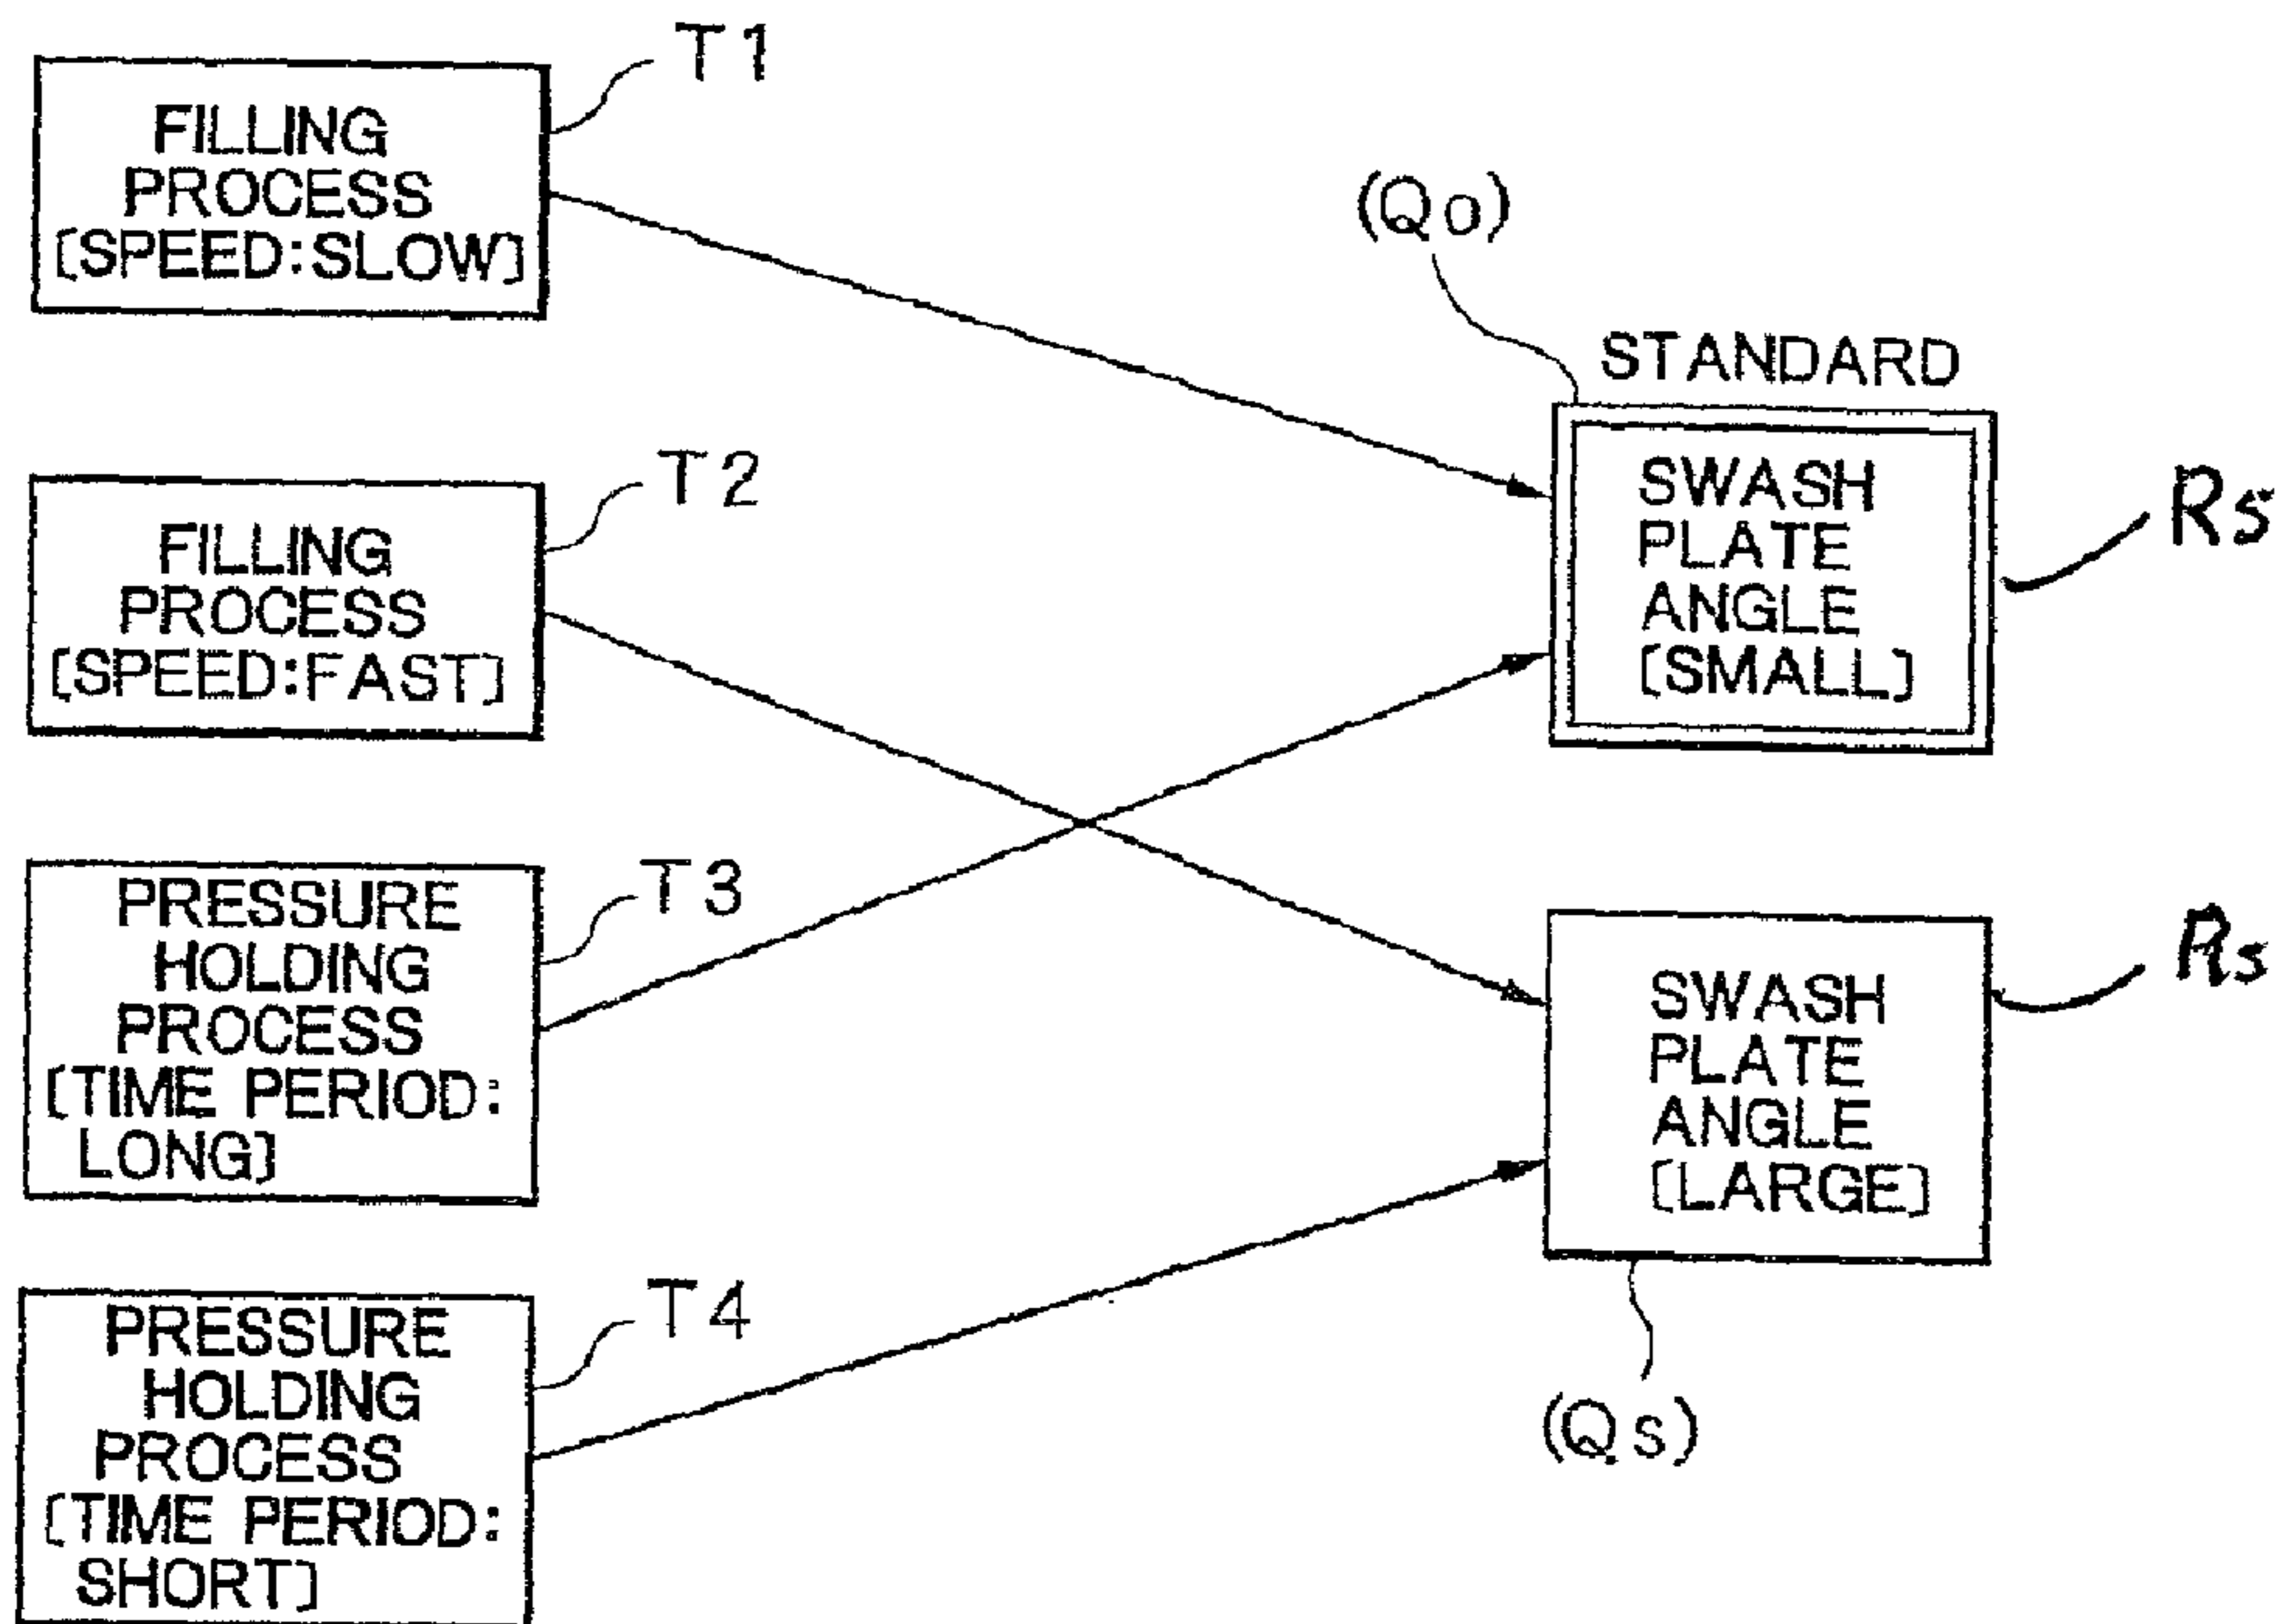 T1
FILLING
PROCESS
[SPEED:SLOW]
(Qo)
STANDARD
SWASH
PLATE
ANGLE
[SMALL]
Rs
T2
FILLING
PROCESS
[SPEED:FAST]
T3
PRESSURE
HOLDING
PROCESS
[TIME PERIOD:
LONG]
SWASH
PLATE
ANGLE
[LARGE]
Rs
(Qs)
T4
PRESSURE
HOLDING
PROCESS
[TIME PERIOD:
SHORT]